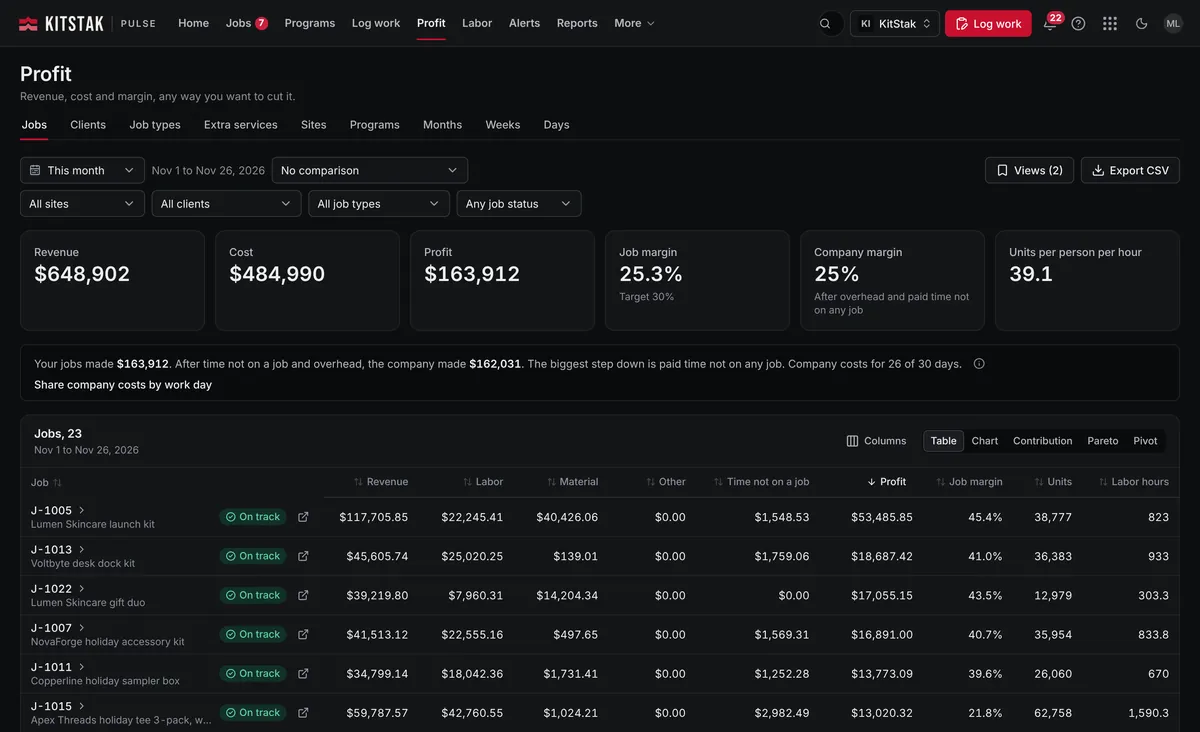 KITSTAK PULSE Home Jobs 7 Programs Log work Profit Labor Alerts Reports More KI KitStak Log work 22 ML
Profit
Revenue, cost and margin, any way you want to cut it.
Jobs Clients Job types Extra services Sites Programs Months Weeks Days
This month Nov 1 to Nov 26, 2026 No comparison Views (2) Export CSV
All sites All clients All job types Any job status
Revenue
$648,902
Cost
$484,990
Profit
$163,912
Job margin
25.3%
Target 30%
Company margin
25%
After overhead and paid time not
on any job
Units per person per hour
39.1
Your jobs made $163,912. After time not on a job and overhead, the company made $162,031. The biggest step down is paid time not on any job. Company costs for 26 of 30 days.
Share company costs by work day
Jobs, 23
Nov 1 to Nov 26, 2026
Columns Table Chart Contribution Pareto Pivot
Job Revenue Labor Material Other Time not on a job Profit Job margin Units Labor hours
J-1005
Lumen Skincare launch kit
On track $117,705.85 $22,245.41 $40,426.06 $0.00 $1,548.53 $53,485.85 45.4% 38,777 823
J-1013
Voltbyte desk dock kit
On track $45,605.74 $25,020.25 $139.01 $0.00 $1,759.06 $18,687.42 41.0% 36,383 933
J-1022
Lumen Skincare gift duo
On track $39,219.80 $7,960.31 $14,204.34 $0.00 $0.00 $17,055.15 43.5% 12,979 303.3
J-1007
NovaForge holiday accessory kit
On track $41,513.12 $22,555.16 $497.65 $0.00 $1,569.31 $16,891.00 40.7% 35,954 833.8
J-1011
Copperline holiday sampler box
On track $34,799.14 $18,042.36 $1,731.41 $0.00 $1,252.28 $13,773.09 39.6% 26,060 670
J-1015
Apex Threads holiday tee 3-pack, w...
On track $59,787.57 $42,760.55 $1,024.21 $0.00 $2,982.49 $13,020.32 21.8% 62,758 1,590.3